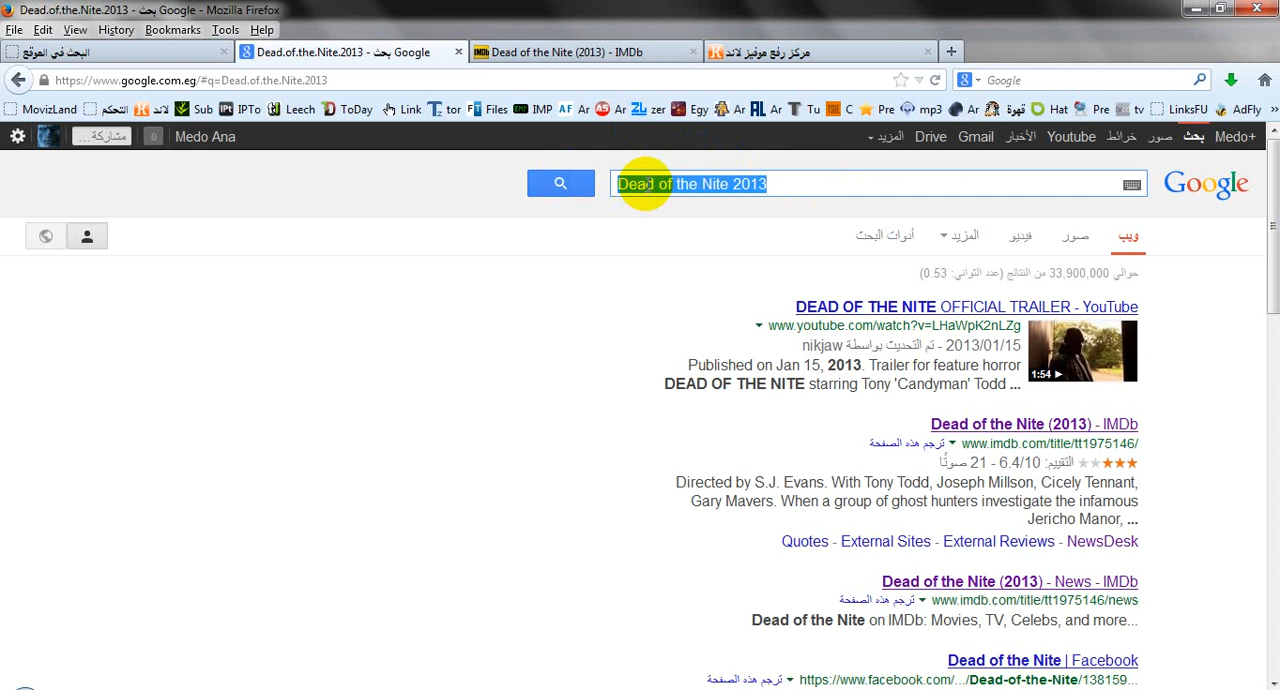 Dead.of.the.Nite.2013 - بحث Google - Mozilla Firefox
File Edit View History Bookmarks Tools Help
البحث في الموقع
Dead.of.the.Nite.2013 - بحث Google
IMDb Dead of the Nite (2013) - IMDb
مركز رفع موفيز لاند
https://www.google.com.eg/#q=Dead.of.the.Nite.2013
Google
MovizLand التحكم لاند Sub IPTo Leech ToDay Link tor Files IMP Ar Ar zer Egy Ar Ar Tu C Pre mp3 Ar قهوة Hat Pre tv LinksFU AdFly »
مشاركة... 0 Medo Ana
Medo+ بحث صور خرائط Youtube الأخبار Gmail Drive المزيد
Dead of the Nite 2013
Google
ويب صور فيديو المزيد أدوات البحث
حوالي 33,900,000 من النتائج (عدد الثواني: 0.53)
DEAD OF THE NITE OFFICIAL TRAILER - YouTube
www.youtube.com/watch?v=LHaWpK2nLZg
2013/01/15 - تم التحديث بواسطة nikjaw
Published on Jan 15, 2013. Trailer for feature horror
DEAD OF THE NITE starring Tony 'Candyman' Todd ...
1:54
Dead of the Nite (2013) - IMDb
www.imdb.com/title/tt1975146/ ترجم هذه الصفحة
التقييم: 6.4/10 - 21 صوتًا
Directed by S.J. Evans. With Tony Todd, Joseph Millson, Cicely Tennant,
Gary Mavers. When a group of ghost hunters investigate the infamous
Jericho Manor, ...
Quotes - External Sites - External Reviews - NewsDesk
Dead of the Nite (2013) - News - IMDb
www.imdb.com/title/tt1975146/news ترجم هذه الصفحة
Dead of the Nite on IMDb: Movies, TV, Celebs, and more...
Dead of the Nite | Facebook
https://www.facebook.com/.../Dead-of-the-Nite/138159... ترجم هذه الصفحة